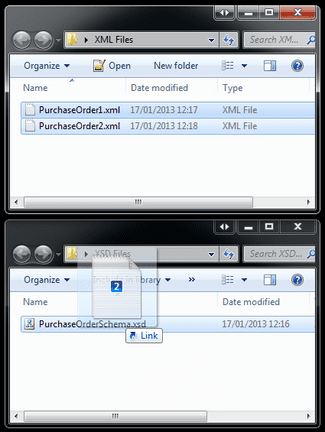 XML Files
Search XM...
Organize
Open
New folder
Name
Date modified
Type
PurchaseOrder1.xml
17/01/2013 12:17
XML File
PurchaseOrder2.xml
17/01/2013 12:18
XML File
XSD Files
Search XSD...
Organize
library
»
Name
Date modified
2
PurchaseOrderSchema.xsd
17/01/2013 12:16
Link